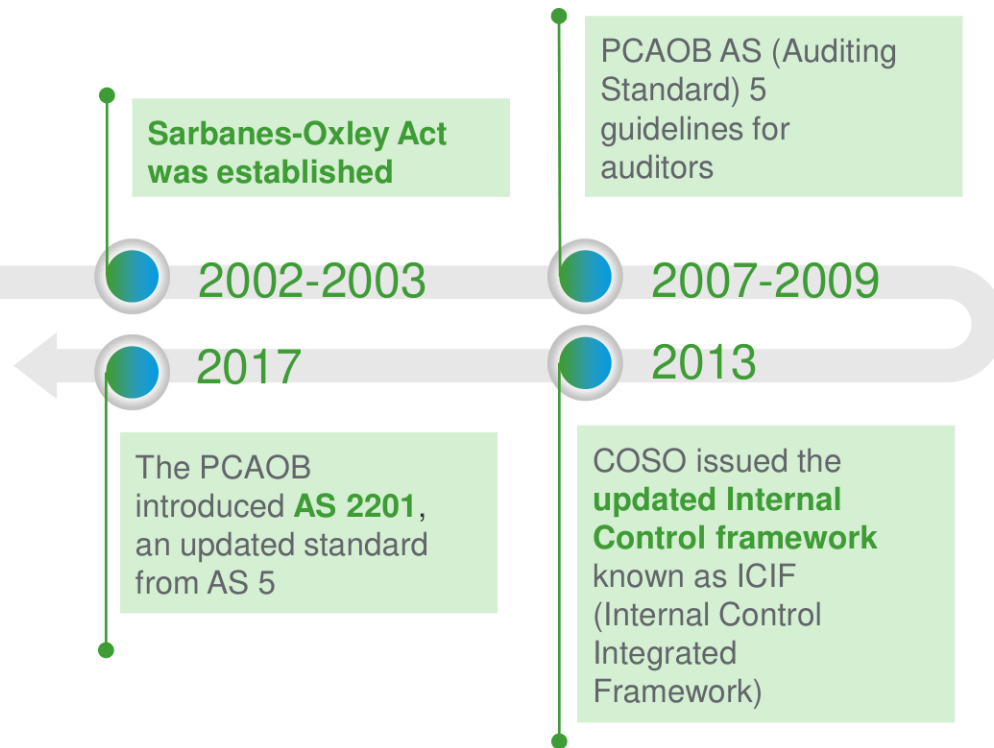 Sarbanes-Oxley Act
was established
PCAOB AS (Auditing
Standard) 5
guidelines for
auditors
2002-2003
2007-2009
2013
COSO issued the
updated Internal
Control framework
known as ICIF
(Internal Control
Integrated
Framework)
2017
The PCAOB
introduced AS 2201,
an updated standard
from AS 5